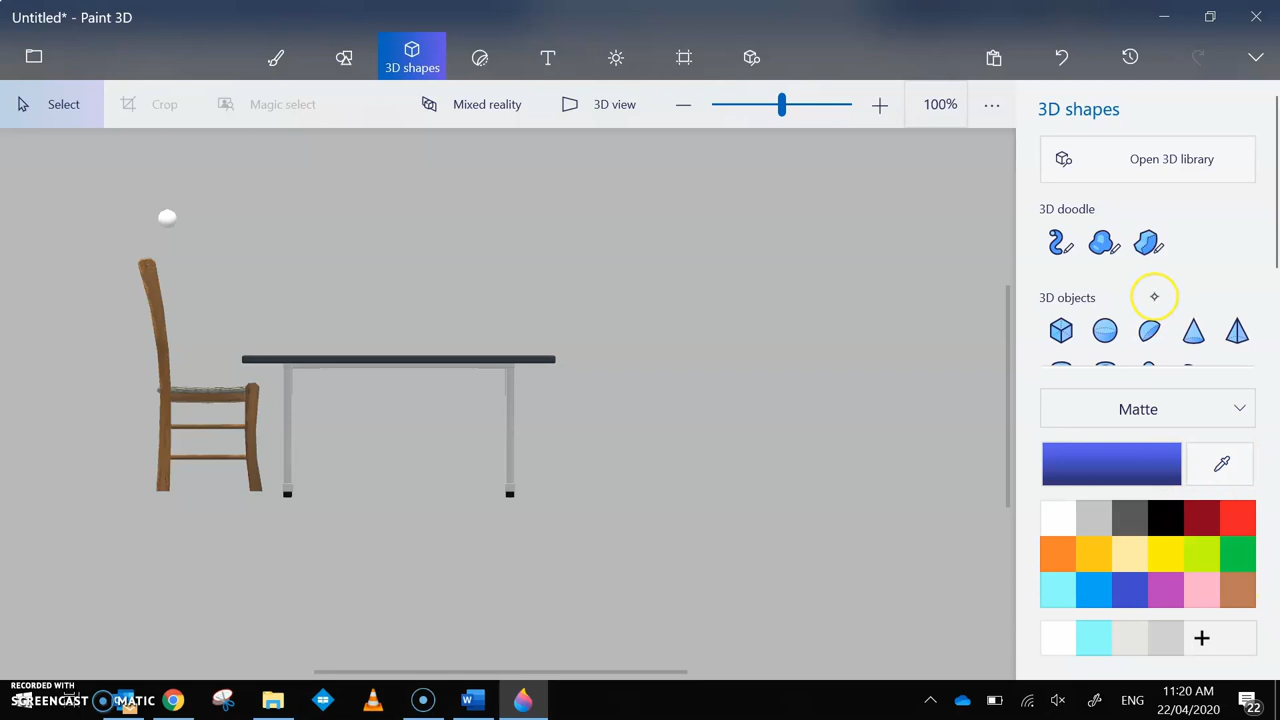 Untitled* - Paint 3D
3D shapes
Select
Crop
Magic select
Mixed reality
3D view
100%
3D shapes
Open 3D library
3D doodle
3D objects
Matte
RECORDED WITH
SCREENCAST MATIC
ENG
11:20 AM
22/04/2020
22